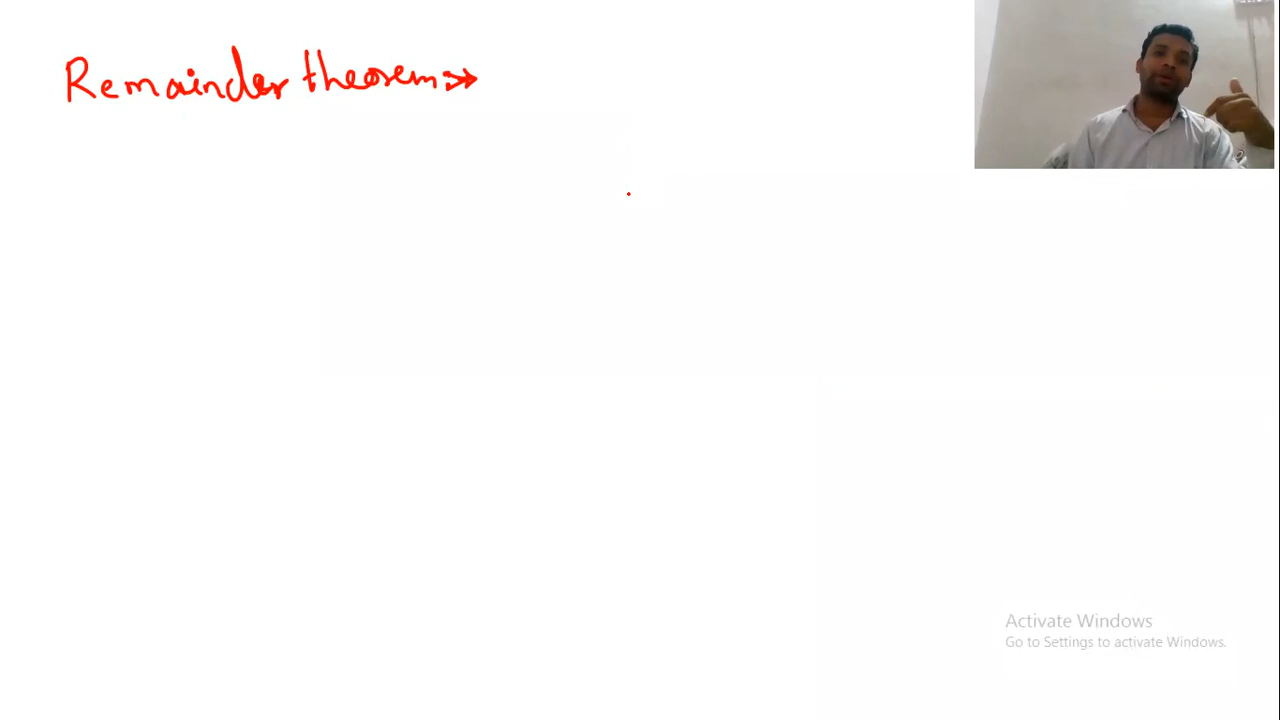 Remainder theorem:→
Activate Windows
Go to Settings to activate Windows.